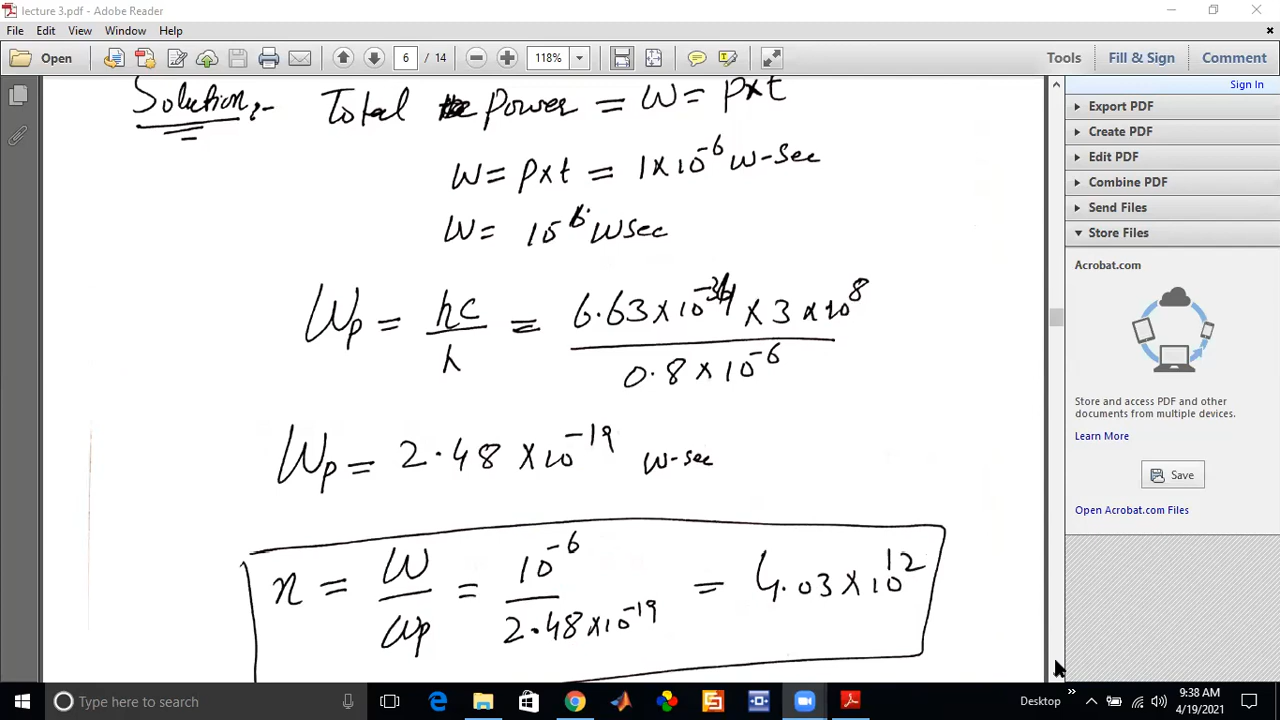 lecture 3.pdf - Adobe Reader
File Edit View Window Help
Open 6 / 14 118% Tools Fill & Sign Comment
Sign In
Export PDF
Create PDF
Edit PDF
Combine PDF
Send Files
Store Files
Acrobat.com
Store and access PDF and other
documents from multiple devices.
Learn More
Save
Open Acrobat.com Files
Solution:- Total Power = W = P×t
W = P×t = 1×10⁻⁶ W-Sec
W = 10⁻⁶ WSec
Wp = hc/λ = 6.63×10⁻³⁴ × 3×10⁸ / 0.8×10⁻⁶
Wp = 2.48×10⁻¹⁹ W-sec
n = W/Wp = 10⁻⁶ / 2.48×10⁻¹⁹ = 4.03×10¹²
Type here to search
Desktop
9:38 AM
4/19/2021